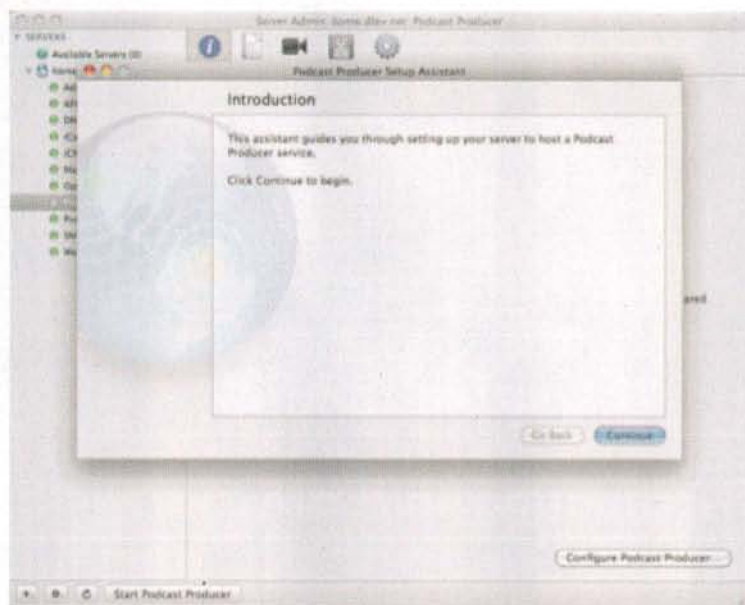 Server Admin: Podcast Producer
SERVERS
Available Servers (0)
Podcast Producer Setup Assistant
Introduction
This assistant guides you through setting up your server to host a Podcast
Producer service.
Click Continue to begin.
ared
Go Back
Continue
Configure Podcast Producer...
Start Podcast Producer